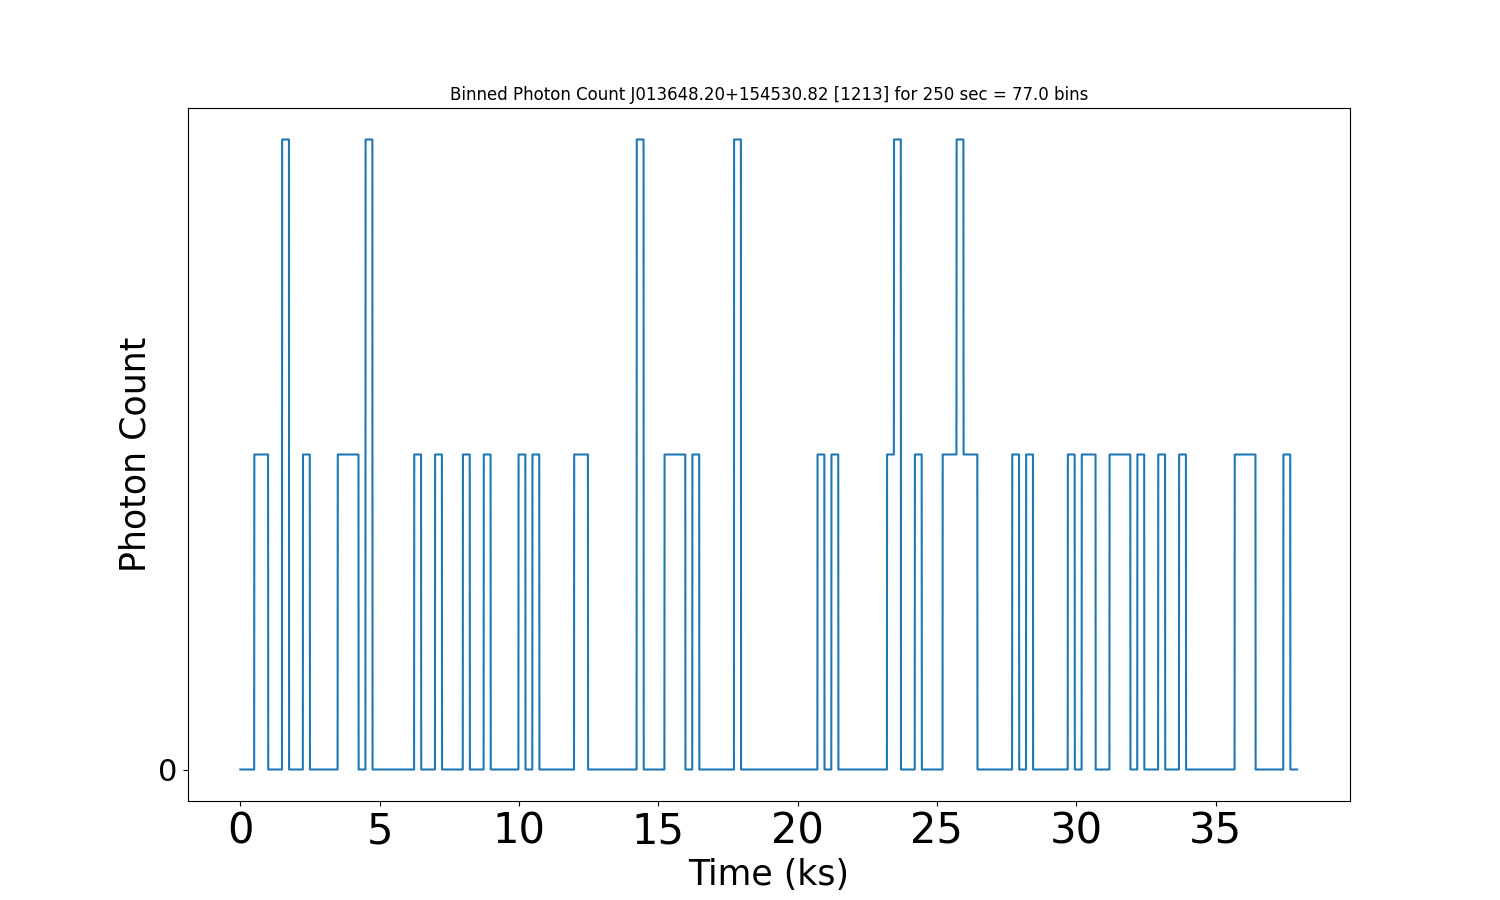 Binned Photon Count J013648.20+154530.82 [1213] for 250 sec = 77.0 bins
Photon Count
0
0 5 10 15 20 25 30 35
Time (ks)